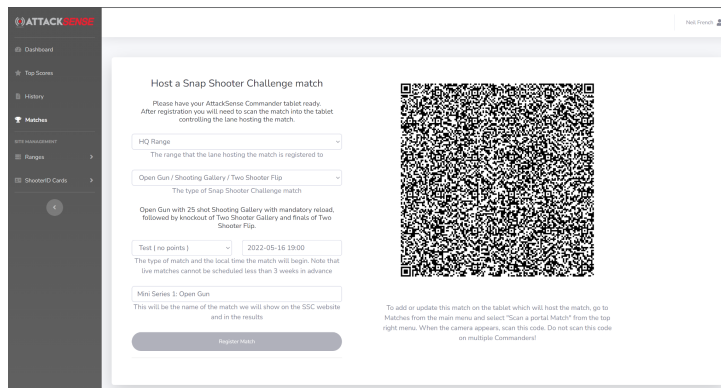 ATTACKSENSE
Neil French
Dashboard
Top Scores
History
Matches
SITE MANAGEMENT
Ranges
ShooterID Cards
Host a Snap Shooter Challenge match
Please have your AttackSense Commander tablet ready.
After registration you will need to scan the match into the tablet
controlling the lane hosting the match.
HQ Range
The range that the lane hosting the match is registered to
Open Gun / Shooting Gallery / Two Shooter Flip
The type of Snap Shooter Challenge match
Open Gun with 25 shot Shooting Gallery with mandatory reload,
followed by knockout of Two Shooter Gallery and finals of Two
Shooter Flip.
Test ( no points )
2022-05-16 19:00
The type of match and the local time the match will begin. Note that
live matches cannot be scheduled less than 3 weeks in advance
Mini Series 1: Open Gun
This will be the name of the match we will show on the SSC website
and in the results
Register Match
To add or update this match on the tablet which will host the match, go to
Matches from the main menu and select "Scan a portal Match" from the top
right menu. When the camera appears, scan this code. Do not scan this code
on multiple Commanders!